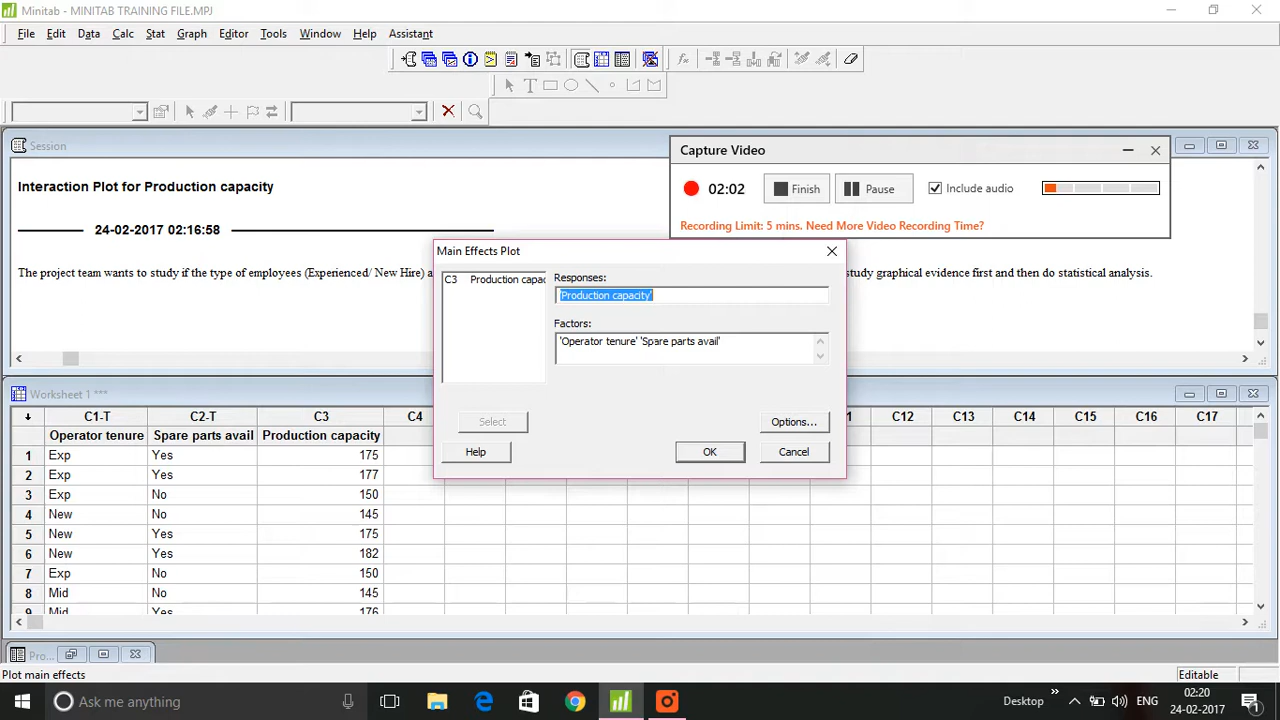 Minitab - MINITAB TRAINING FILE.MPJ
File Edit Data Calc Stat Graph Editor Tools Window Help Assistant
Session
Interaction Plot for Production capacity
24-02-2017 02:16:58
The project team wants to study if the type of employees (Experienced/ New Hire) a
study graphical evidence first and then do statistical analysis.
Capture Video
02:02 Finish Pause Include audio
Recording Limit: 5 mins. Need More Video Recording Time?
Main Effects Plot
C3 Production capac
Responses:
'Production capacity'
Factors:
'Operator tenure' 'Spare parts avail'
Select
Options...
Help
OK
Cancel
Worksheet 1 ***
C1-T C2-T C3 C4 1 C12 C13 C14 C15 C16 C17
Operator tenure Spare parts avail Production capacity
1 Exp Yes 175
2 Exp Yes 177
3 Exp No 150
4 New No 145
5 New Yes 175
6 New Yes 182
7 Exp No 150
8 Mid No 145
9 Mid Yes 176
Pro...
Plot main effects
Editable
Ask me anything
Desktop
ENG
02:20
24-02-2017
1